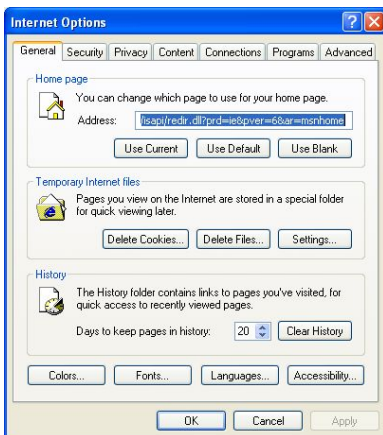 Internet Options
General Security Privacy Content Connections Programs Advanced
Home page
You can change which page to use for your home page.
Address: /isapi/redir.dll?prd=ie&pver=6&ar=msnhome
Use Current Use Default Use Blank
Temporary Internet files
Pages you view on the Internet are stored in a special folder
for quick viewing later.
Delete Cookies... Delete Files... Settings...
History
The History folder contains links to pages you've visited, for
quick access to recently viewed pages.
Days to keep pages in history: 20 Clear History
Colors... Fonts... Languages... Accessibility...
OK Cancel Apply